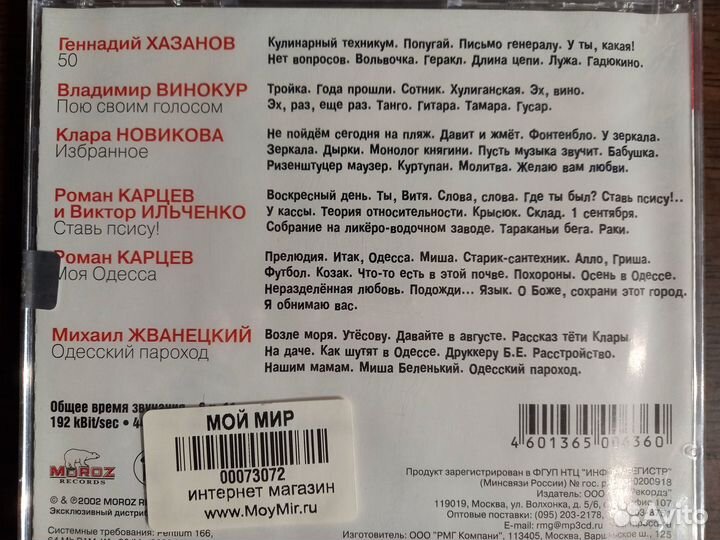 Геннадий ХАЗАНОВ
50
Кулинарный техникум. Попугай. Письмо генералу. У ты, какая!
Нет вопросов. Вольвочка. Геракл. Длина цепи. Лужа. Гадюкино.
Владимир ВИНОКУР
Пою своим голосом
Тройка. Года прошли. Сотник. Хулиганская. Эх, вино.
Эх, раз, еще раз. Танго. Гитара. Тамара. Гусар.
Клара НОВИКОВА
Избранное
Не пойдём сегодня на пляж. Давит и жмёт. Фонтенбло. У зеркала.
Зеркала. Дырки. Монолог княгини. Пусть музыка звучит. Бабушка.
Ризенштуцер маузер. Куртупан. Молитва. Желаю вам любви.
Роман КАРЦЕВ
и Виктор ИЛЬЧЕНКО
Ставь псису!
Воскресный день. Ты, Витя. Слова, слова. Где ты был? Ставь псису!..
У кассы. Теория относительности. Крысюк. Склад. 1 сентября.
Собрание на ликёро-водочном заводе. Тараканьи бега. Раки.
Роман КАРЦЕВ
Моя Одесса
Прелюдия. Итак, Одесса. Миша. Старик-сантехник. Алло, Гриша.
Футбол. Козак. Что-то есть в этой почве. Похороны. Осень в Одессе.
Неразделённая любовь. Подожди... Язык. О Боже, сохрани этот город.
Я обнимаю вас.
Михаил ЖВАНЕЦКИЙ
Одесский пароход
Возле моря. Утёсову. Давайте в августе. Рассказ тёти Клары.
На даче. Как шутят в Одессе. Друккеру Б.Е. Расстройство.
Нашим мамам. Миша Беленький. Одесский пароход.
Общее время звучания
192 kBit/sec •
МОЙ МИР
00073072
интернет магазин
www.MoyMir.ru
4601365004360
MOROZ
RECORDS
© & ℗ 2002 MOROZ
Эксклюзивный
Системные требования: Pentium 166,
Продукт зарегистрирован в ФГУП НТЦ
(Минсвязи России) № гос.
Издатель: ООО
119019, Москва, ул. Волхонка,
Оптовые поставки: (095) 203-2178.
E-mail: rmg@mp3cd.ru
Изготовитель: ООО "РМГ Компани", 113405, Москва, Варшавское ш., 125
Avito